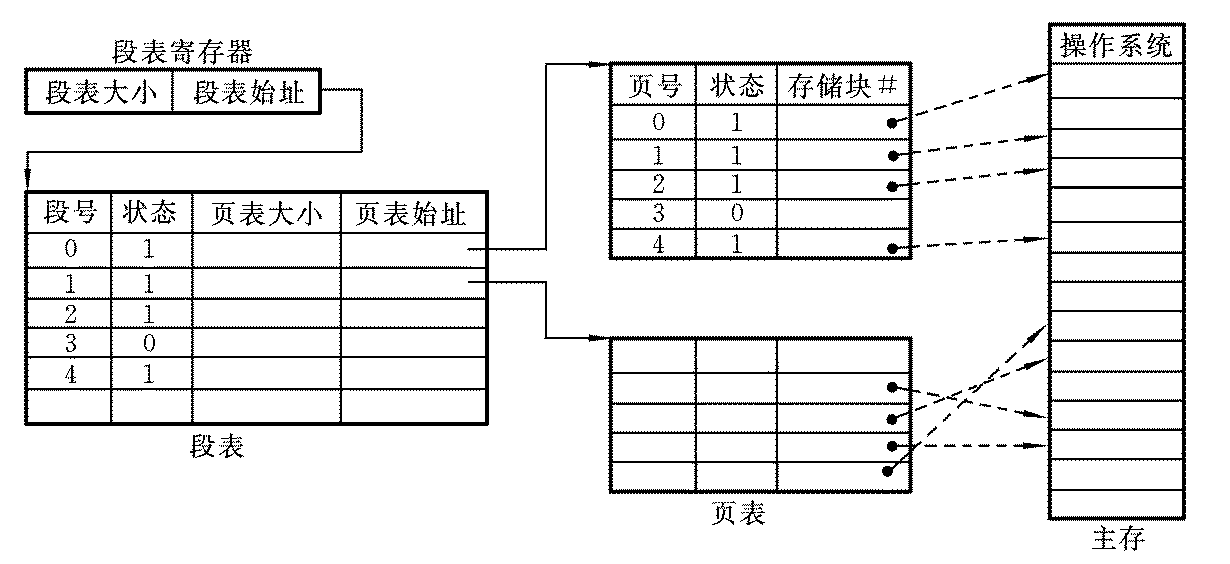 段表寄存器
段表大小 段表始址
段号 状态 页表大小 页表始址
0 1
1 1
2 1
3 0
4 1
段表
页号 状态 存储块#
0 1
1 1
2 1
3 0
4 1
页表
操作系统
主存